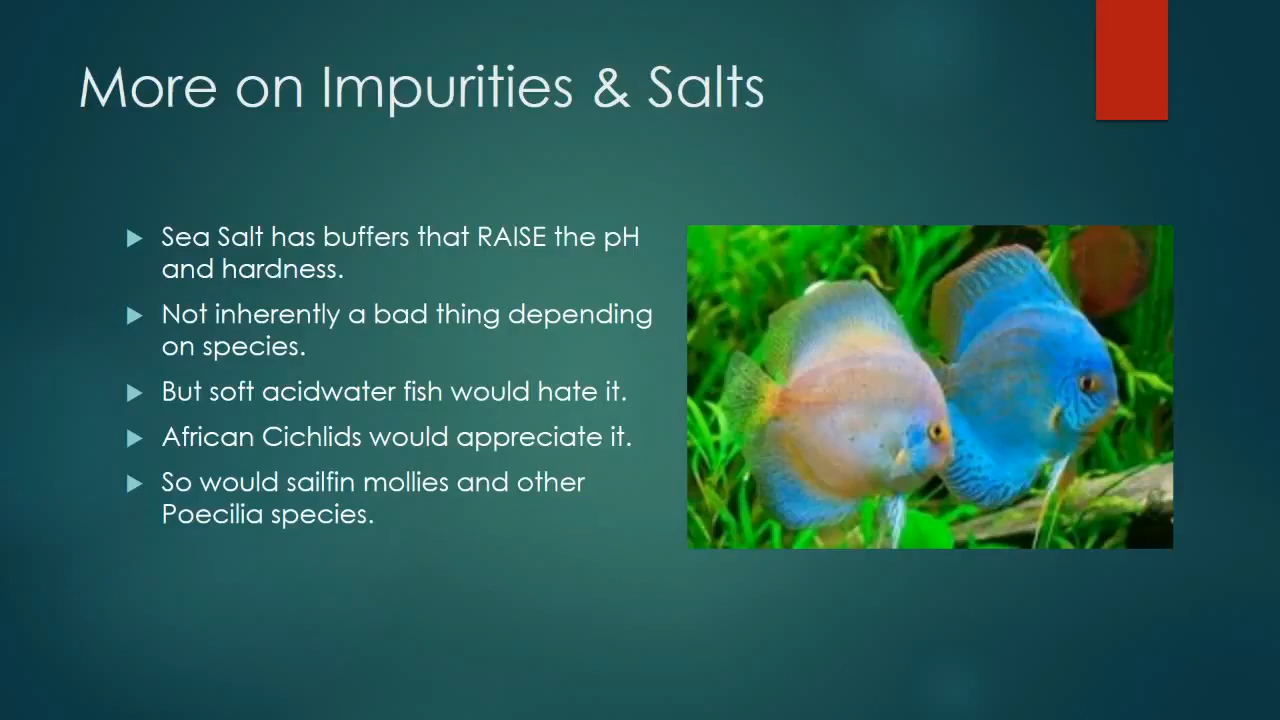 More on Impurities & Salts
Sea Salt has buffers that RAISE the pH
and hardness.
Not inherently a bad thing depending
on species.
But soft acidwater fish would hate it.
African Cichlids would appreciate it.
So would sailfin mollies and other
Poecilia species.